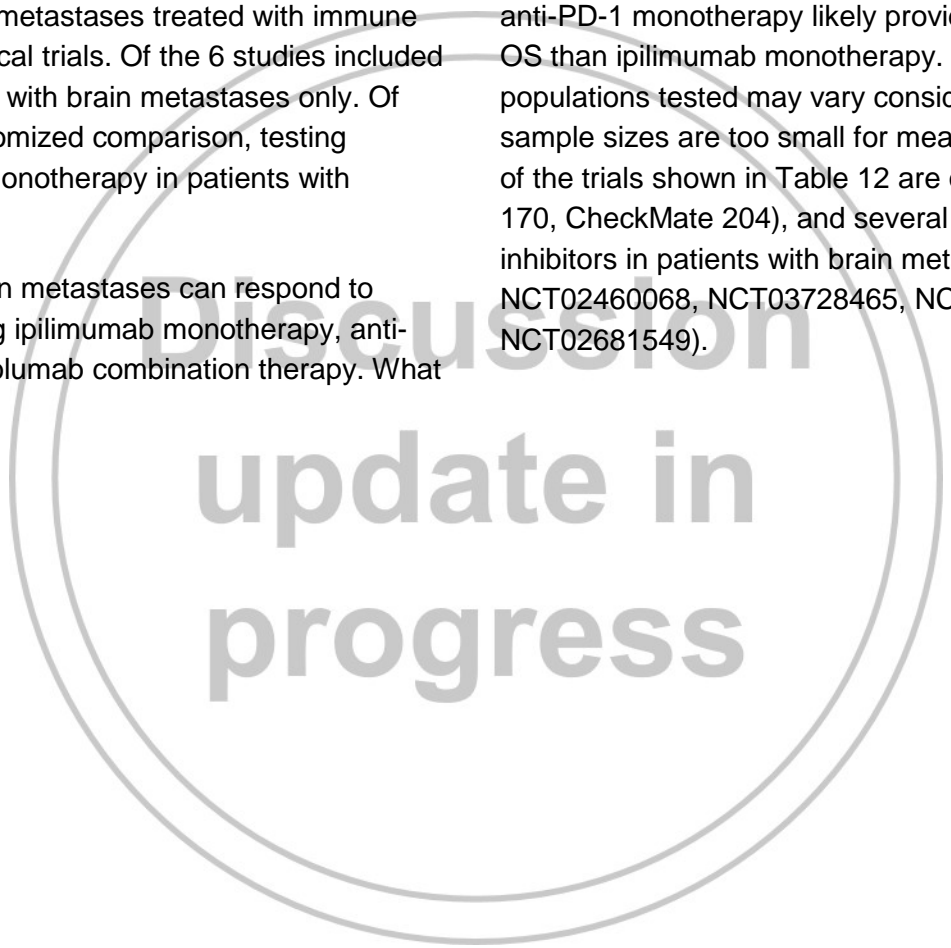 metastases treated with immune
cal trials. Of the 6 studies included
with brain metastases only. Of
omized comparison, testing
onotherapy in patients with
n metastases can respond to
g ipilimumab monotherapy, anti-
olumab combination therapy. What
anti-PD-1 monotherapy likely provid
OS than ipilimumab monotherapy.
populations tested may vary consid
sample sizes are too small for mea
of the trials shown in Table 12 are
170, CheckMate 204), and several
inhibitors in patients with brain met
NCT02460068, NCT03728465, NC
NCT02681549).
Discussion
update in
progress